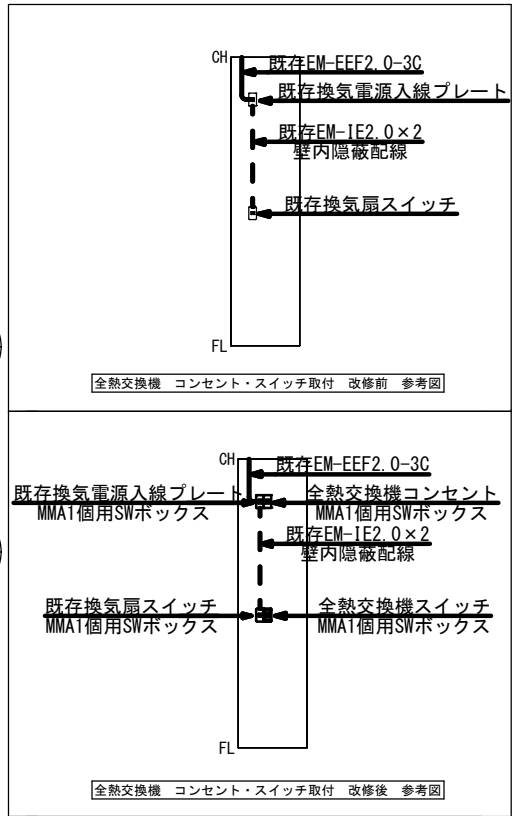 CH
既存EM-EEF2.0-3C
既存換気電源入線プレート
既存EM-IE2.0×2
壁内隠蔽配線
既存換気扇スイッチ
FL
全熱交換機 コンセント・スイッチ取付 改修前 参考図
CH
既存EM-EEF2.0-3C
既存換気電源入線プレート
MMA1個用SWボックス
全熱交換機コンセント
MMA1個用SWボックス
既存EM-IE2.0×2
壁内隠蔽配線
既存換気扇スイッチ
MMA1個用SWボックス
全熱交換機スイッチ
MMA1個用SWボックス
FL
全熱交換機 コンセント・スイッチ取付 改修後 参考図